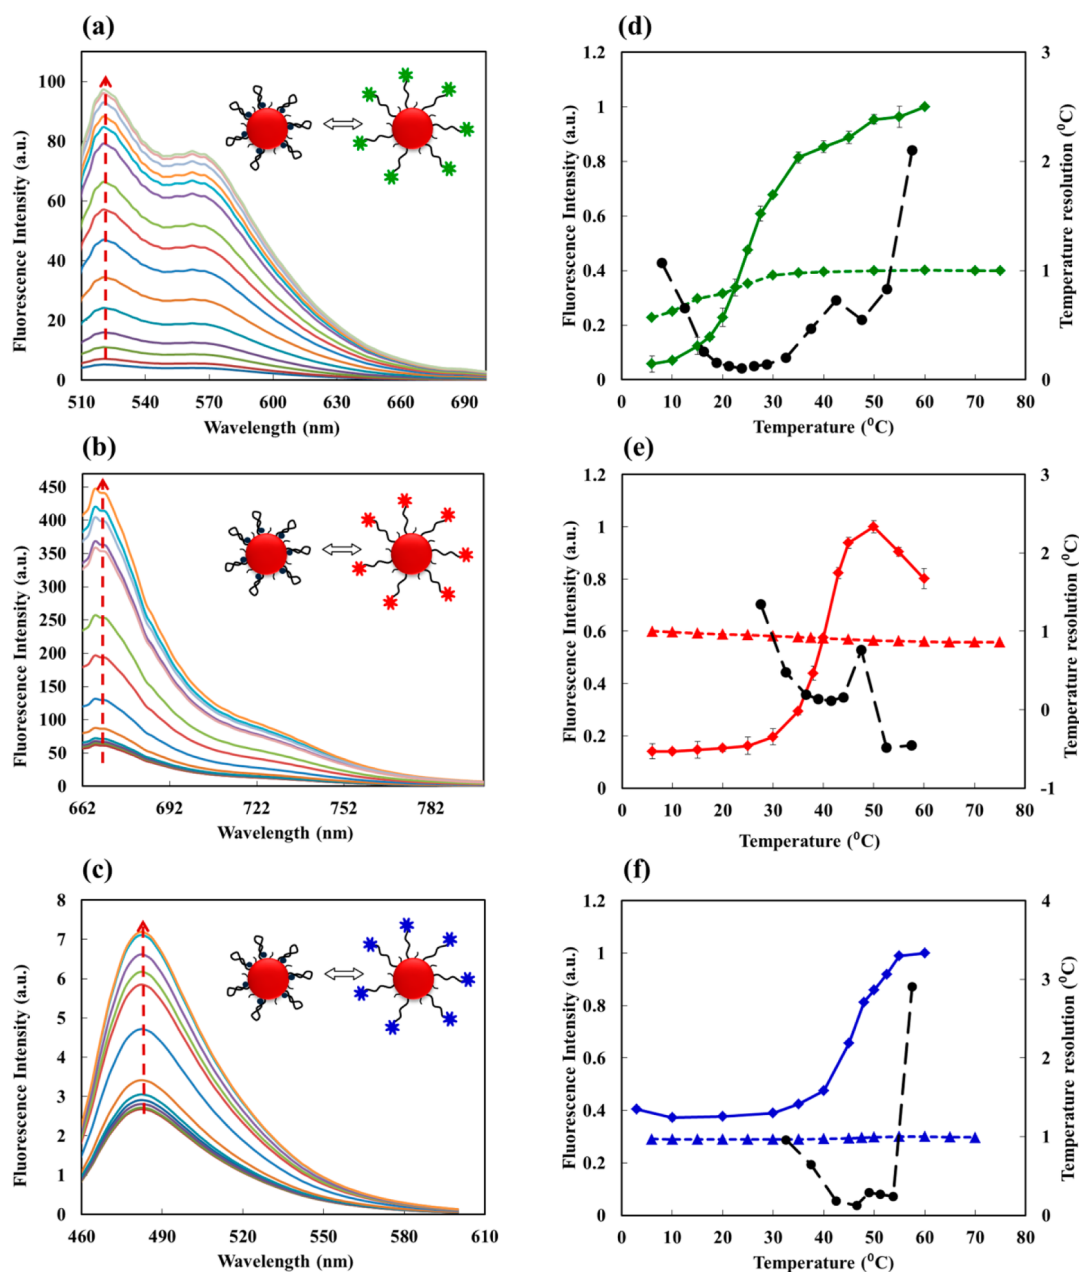 (a)
Fluorescence Intensity (a.u.)
100
80
60
40
20
0
510 540 570 600 630 660 690
Wavelength (nm)
(d)
Fluorescence Intensity (a.u.)
1.2
1
0.8
0.6
0.4
0.2
0
3
2
1
0
Temperature resolution (⁰C)
0 10 20 30 40 50 60 70 80
Temperature (⁰C)
(b)
Fluorescence Intensity (a.u.)
450
400
350
300
250
200
150
100
50
0
662 692 722 752 782
Wavelength (nm)
(e)
Fluorescence Intensity (a.u.)
1.2
1
0.8
0.6
0.4
0.2
0
3
2
1
0
-1
Temperature resolution (⁰C)
0 10 20 30 40 50 60 70 80
Temperature (⁰C)
(c)
Fluorescence Intensity (a.u.)
8
7
6
5
4
3
2
1
0
460 490 520 550 580 610
Wavelength (nm)
(f)
Fluorescence Intensity (a.u.)
1.2
1
0.8
0.6
0.4
0.2
0
4
3
2
1
0
Temperature resolution (⁰C)
0 10 20 30 40 50 60 70 80
Temperature (⁰C)